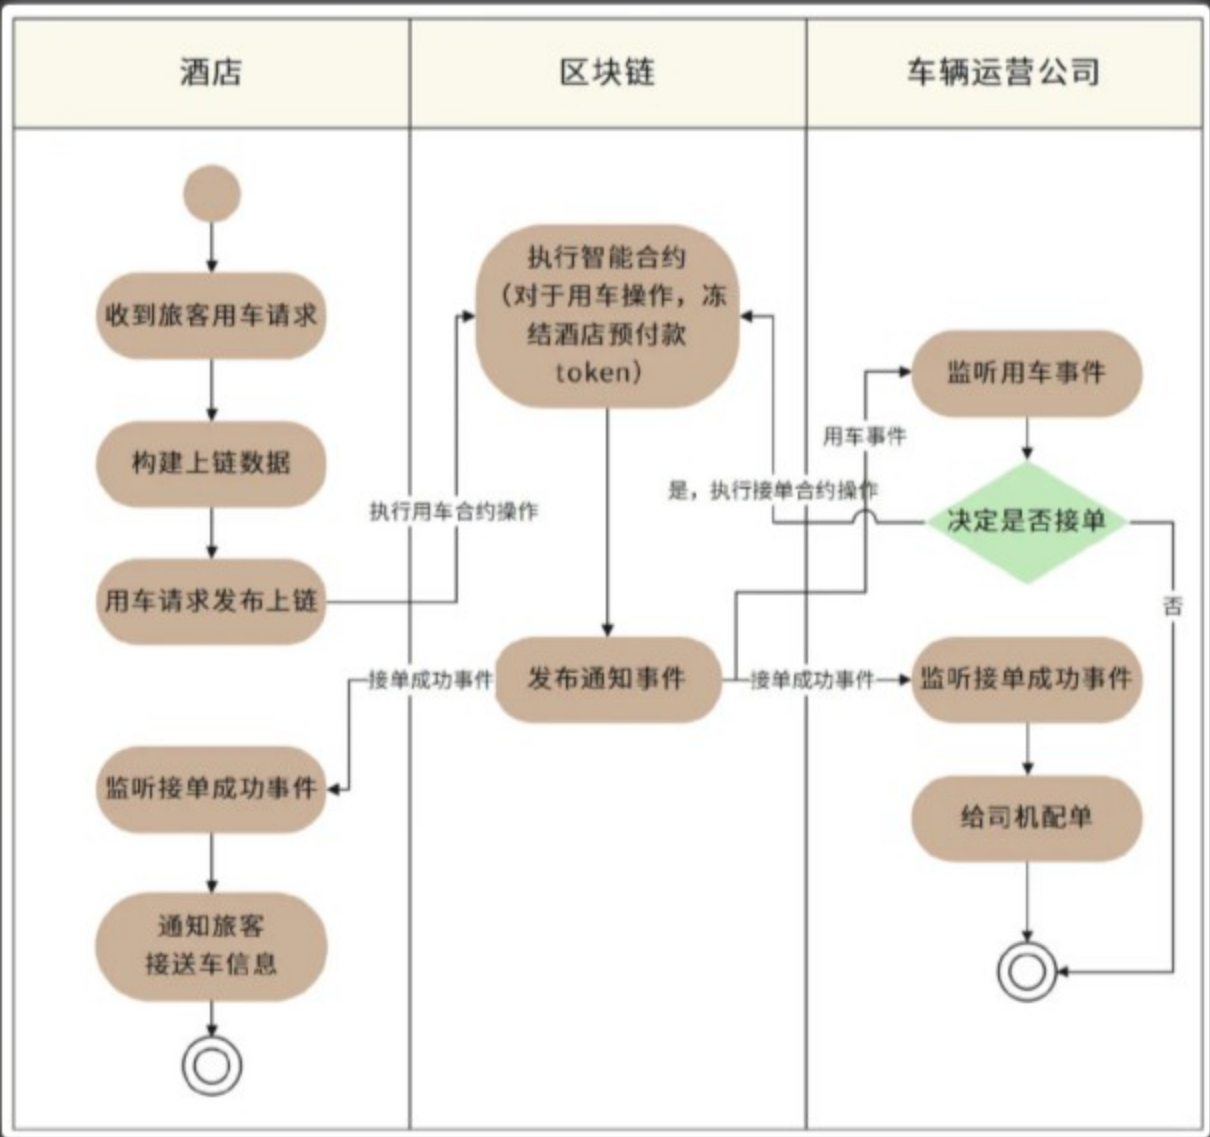 酒店
区块链
车辆运营公司
收到旅客用车请求
构建上链数据
用车请求发布上链
执行用车合约操作
执行智能合约
（对于用车操作，冻
结酒店预付款
token）
监听用车事件
用车事件
是，执行接单合约操作
决定是否接单
否
接单成功事件
发布通知事件
接单成功事件
监听接单成功事件
监听接单成功事件
给司机配单
通知旅客
接送车信息